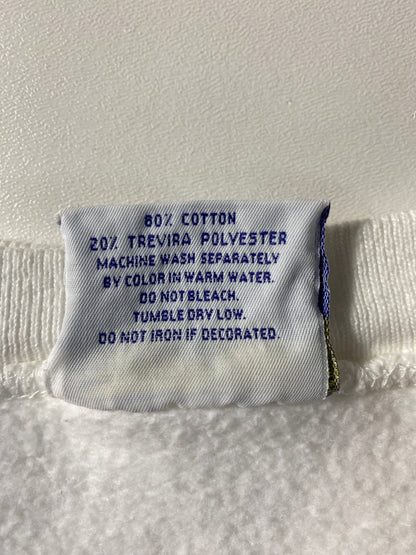 80% COTTON
20% TREVIRA POLYESTER
MACHINE WASH SEPARATELY
BY COLOR IN WARM WATER.
DO NOT BLEACH.
TUMBLE DRY LOW.
DO NOT IRON IF DECORATED.